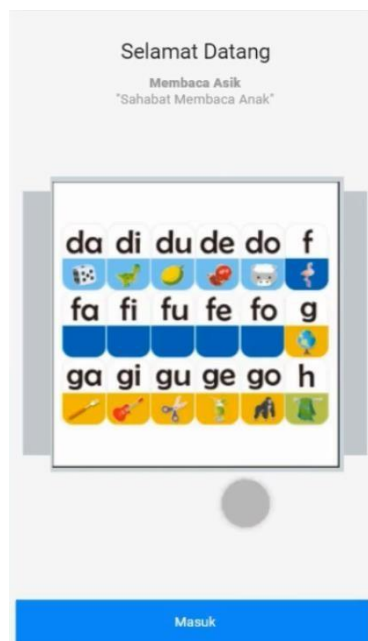 Selamat Datang
Membaca Asik
"Sahabat Membaca Anak"
da di du de do f
fa fi fu fe fo g
ga gi gu ge go h
Masuk